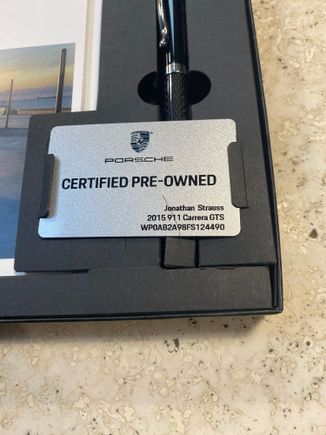 PORSCHE
CERTIFIED PRE-OWNED
Jonathan Strauss
2015 911 Carrera GTS
WP0AB2A98FS124490